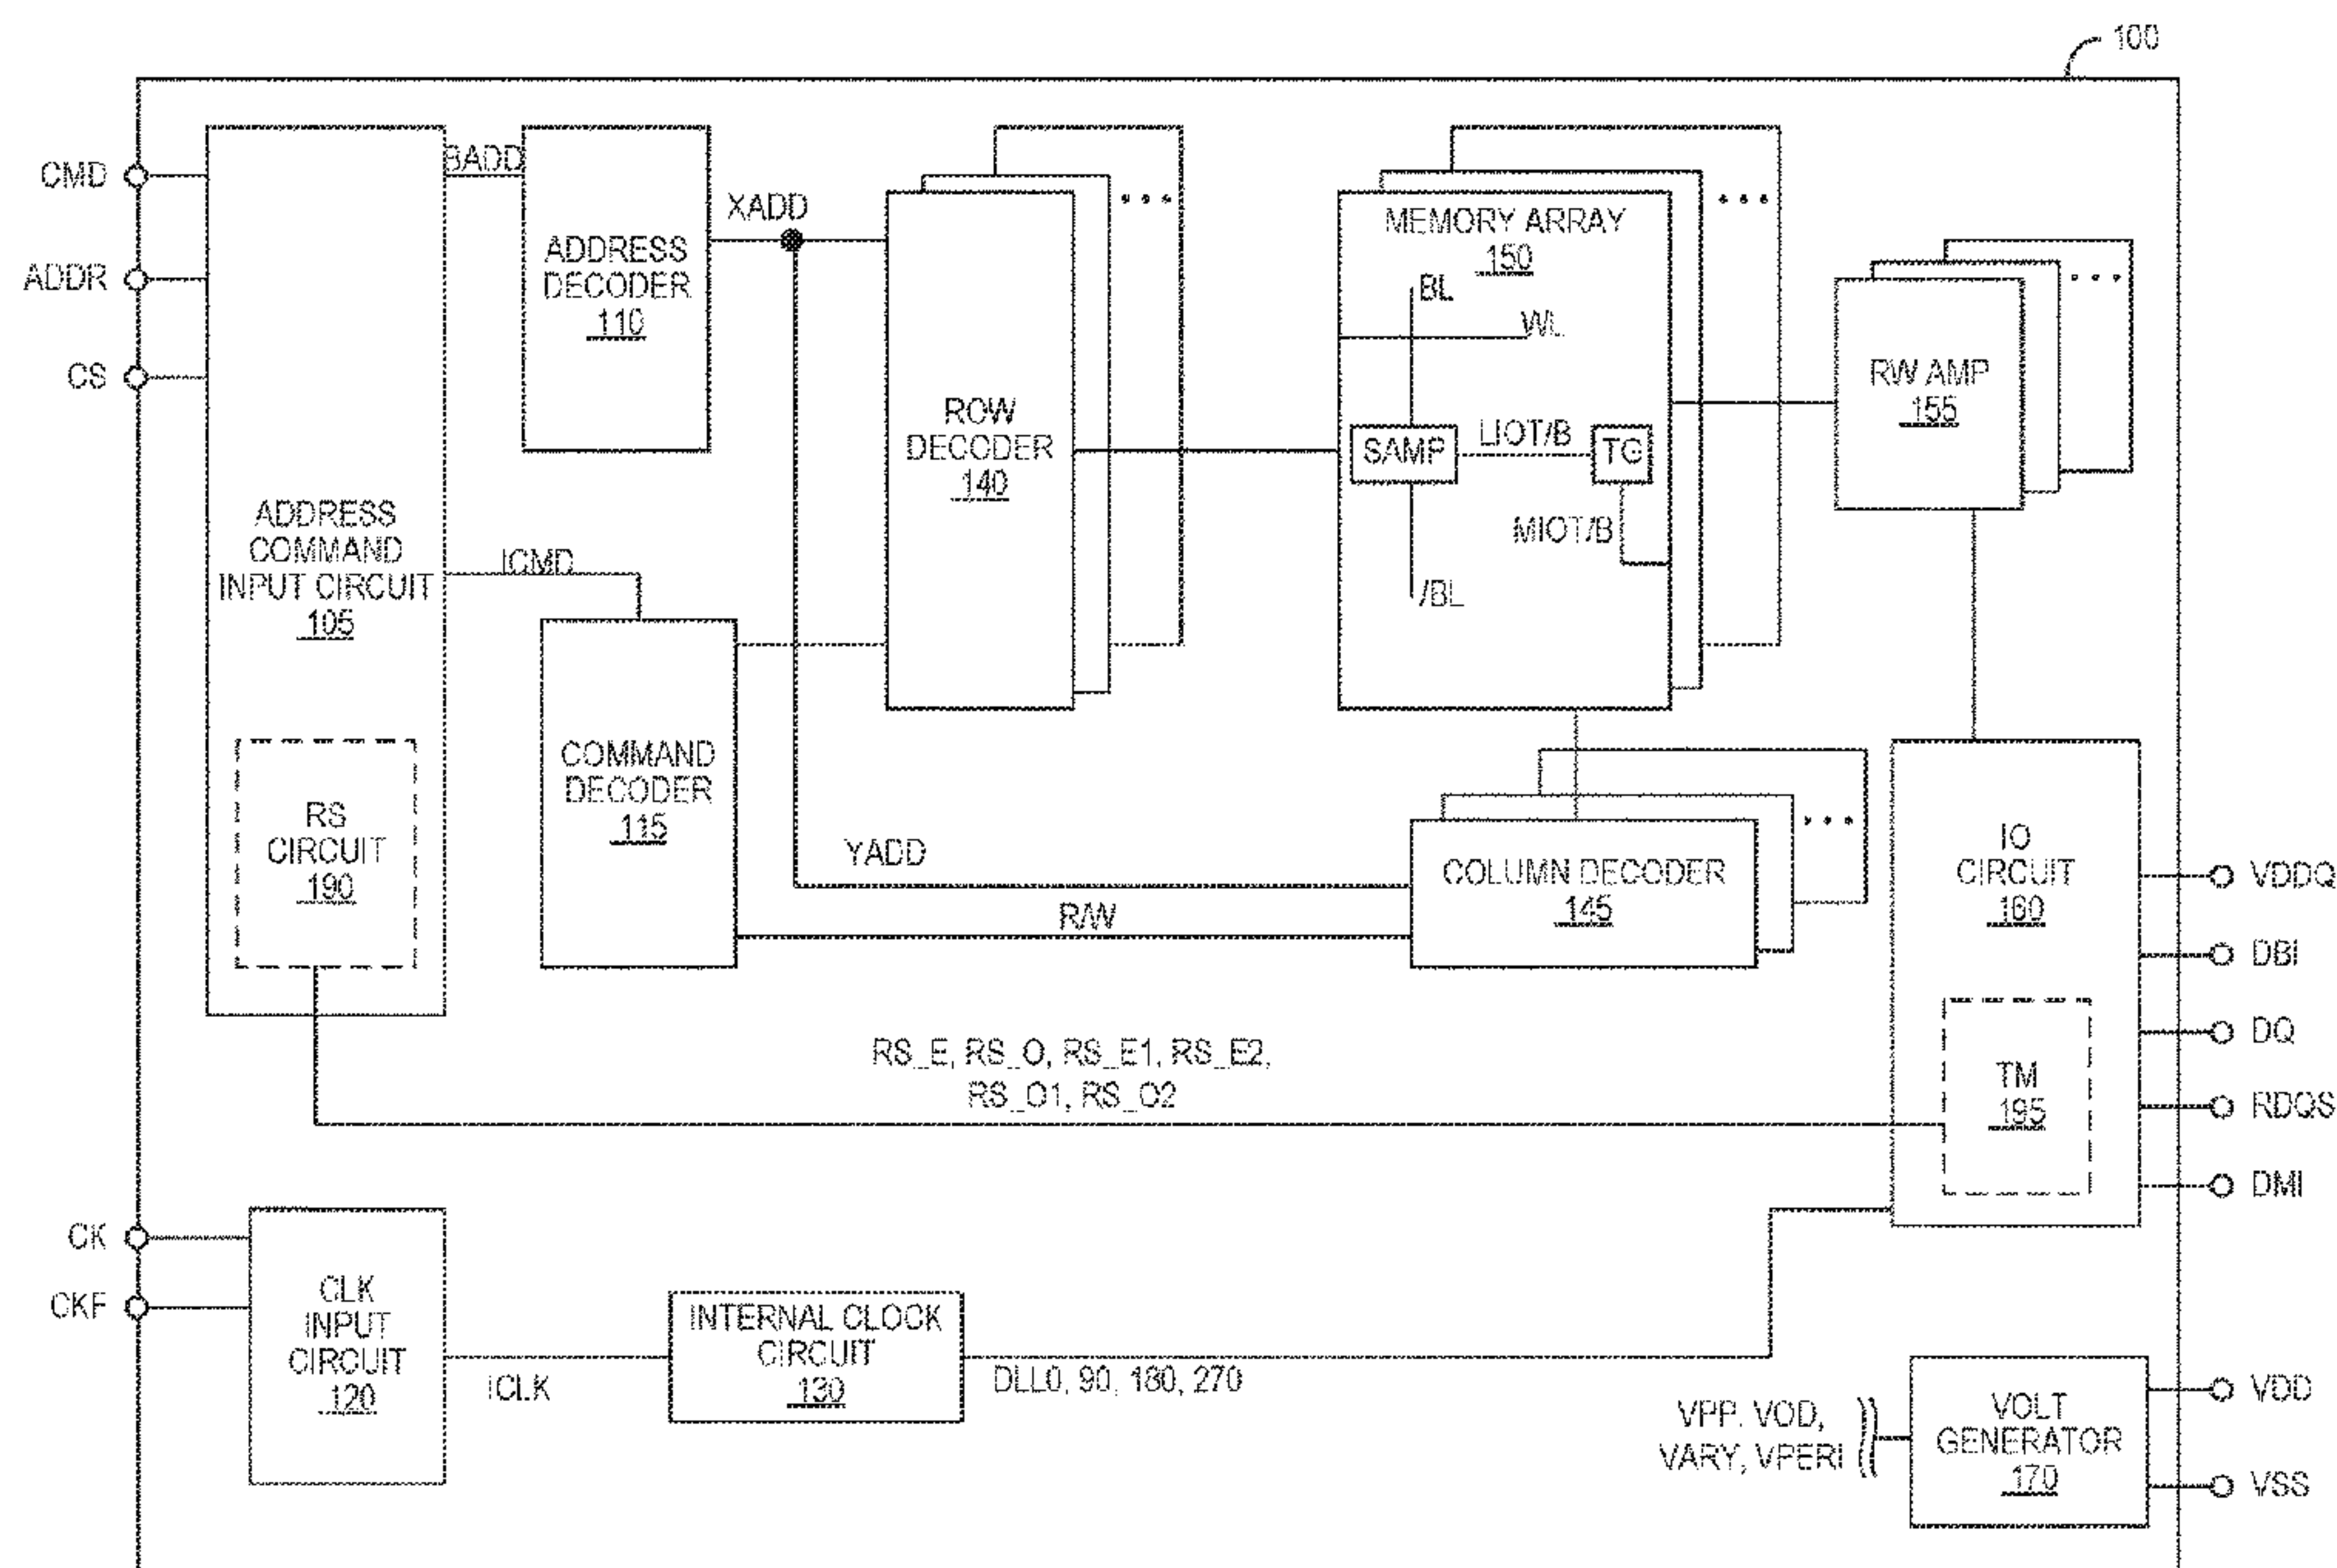 100
CMD
ADDR
CS
BADD
ADDRESS
DECODER
110
XADD
ROW
DECODER
140
...
MEMORY ARRAY
150
BL
WL
SAMP
LIOT/B
TG
MIOT/B
/BL
...
RW AMP
155
...
ADDRESS
COMMAND
INPUT CIRCUIT
105
ICMD
COMMAND
DECODER
115
RS
CIRCUIT
190
YADD
R/W
COLUMN DECODER
145
...
IO
CIRCUIT
160
TM
195
VDDQ
DBI
DQ
RDQS
DMI
RS_E, RS_O, RS_E1, RS_E2,
RS_O1, RS_O2
CK
CKF
CLK
INPUT
CIRCUIT
120
ICLK
INTERNAL CLOCK
CIRCUIT
130
DLL0, 90, 180, 270
VPP, VOD,
VARY, VPERI
VOLT
GENERATOR
170
VDD
VSS